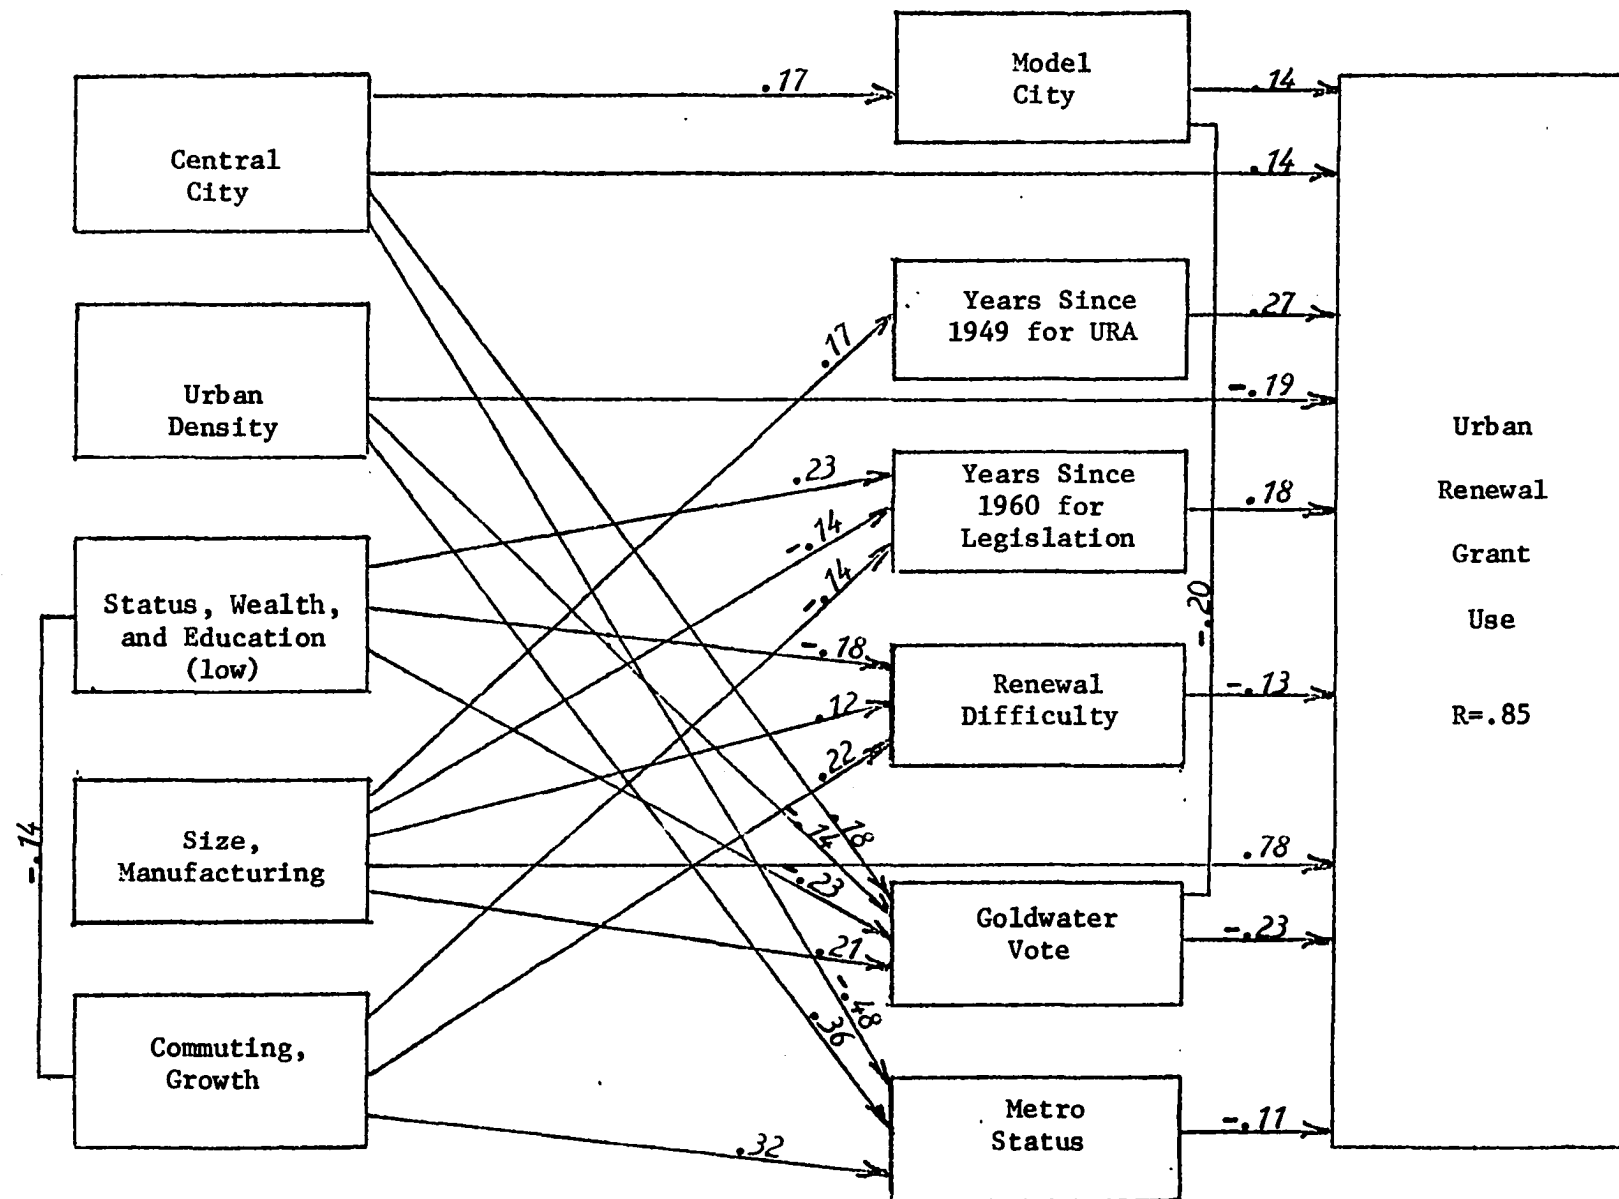 Central
City
Urban
Density
Status, Wealth,
and Education
(low)
Size,
Manufacturing
Commuting,
Growth
-.14
.17
.17
.23
-.14
-.14
-.18
.12
.22
.18
-.14
-.23
.21
-.48
.36
.32
Model
City
Years Since
1949 for URA
Years Since
1960 for
Legislation
Renewal
Difficulty
Goldwater
Vote
Metro
Status
-.20
.14
.14
.27
-.19
.18
-.13
.78
-.23
-.11
Urban
Renewal
Grant
Use
R=.85